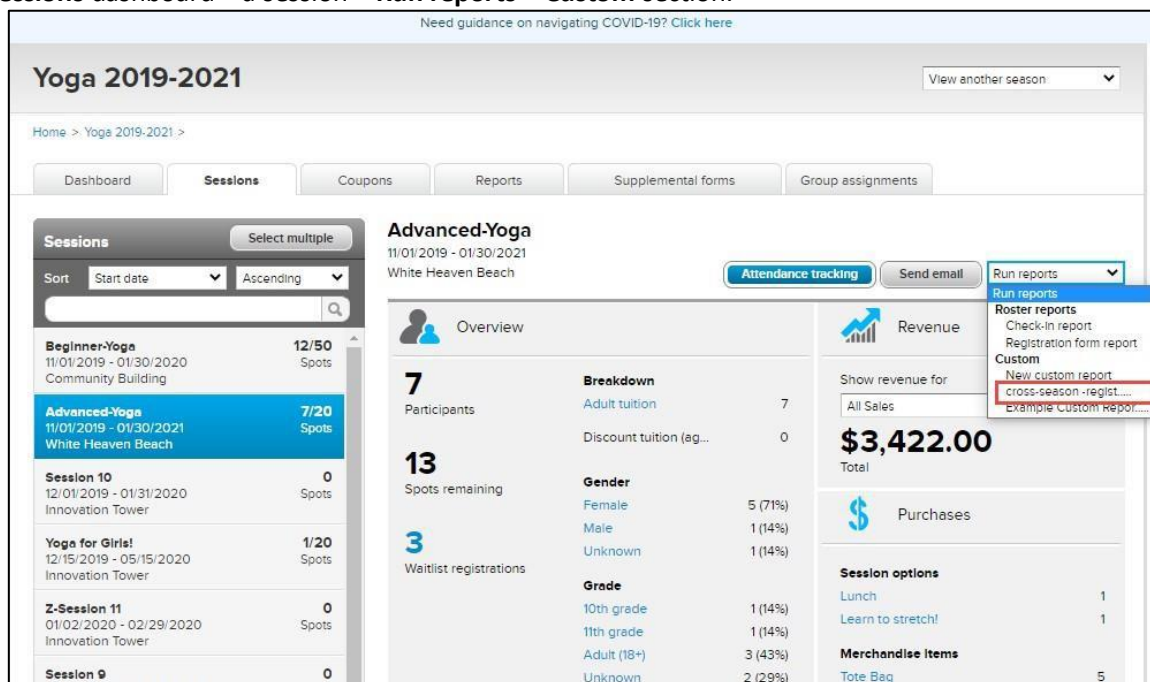 essions dashboard a session Run reports Custom section.
Need guidance on navigating COVID-19? Click here
Yoga 2019-2021
View another season
Home > Yoga 2019-2021 >
Dashboard Sessions Coupons Reports Supplemental forms Group assignments
Sessions Select multiple
Sort Start date Ascending
Beginner-Yoga 12/50
11/01/2019 - 01/30/2020 Spots
Community Building
Advanced-Yoga 7/20
11/01/2019 - 01/30/2021 Spots
White Heaven Beach
Session 10 0
12/01/2019 - 01/31/2020 Spots
Innovation Tower
Yoga for Girls! 1/20
12/15/2019 - 05/15/2020 Spots
Innovation Tower
Z-Session 11 0
01/02/2020 - 02/29/2020 Spots
Innovation Tower
Session 9 0
Advanced-Yoga
11/01/2019 - 01/30/2021
White Heaven Beach
Attendance tracking Send email Run reports
Run reports
Roster reports
Check-In report
Registration form report
Custom
New custom report
cross-season -regist.....
Example Custom Repor.....
Overview
7
Participants
13
Spots remaining
3
Waitlist registrations
Breakdown
Adult tuition 7
Discount tuition (ag... 0
Gender
Female 5 (71%)
Male 1 (14%)
Unknown 1 (14%)
Grade
10th grade 1 (14%)
11th grade 1 (14%)
Adult (18+) 3 (43%)
Unknown 2 (29%)
Revenue
Show revenue for
All Sales
$3,422.00
Total
Purchases
Session options
Lunch 1
Learn to stretch! 1
Merchandise items
Tote Bag 5